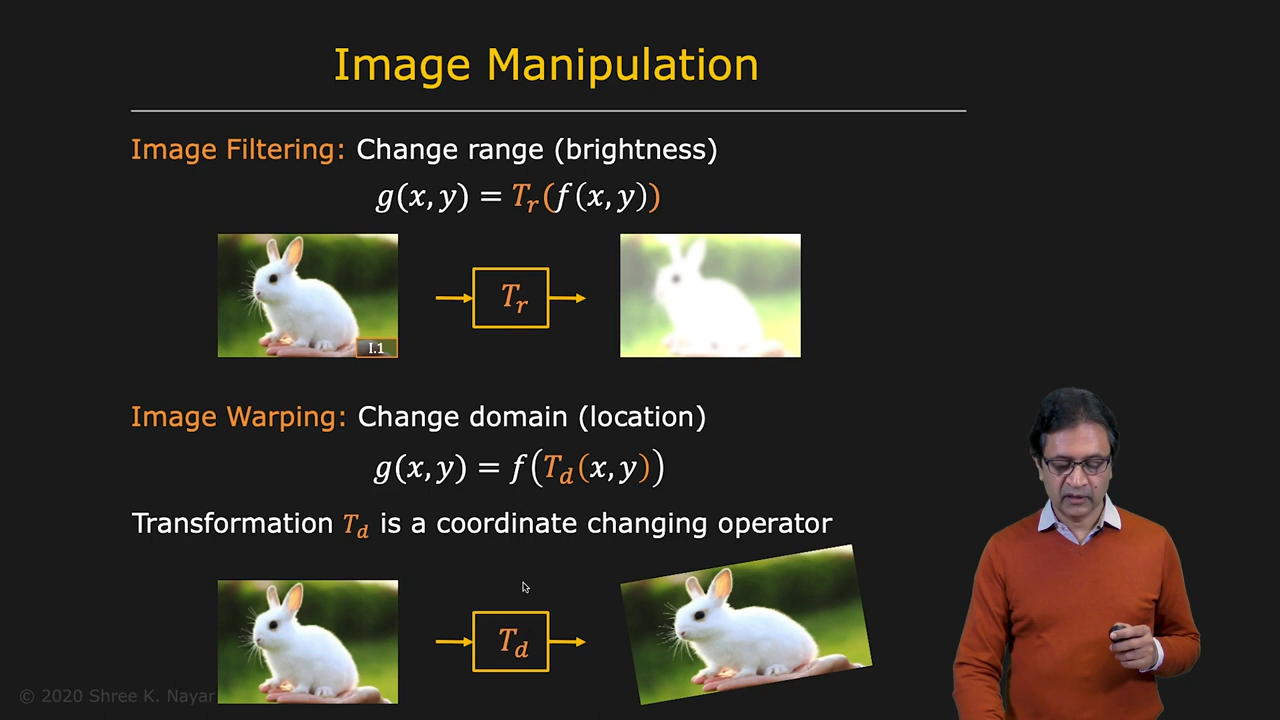 Image Manipulation
Image Filtering: Change range (brightness)
g(x, y) = T_r(f(x, y))
T_r
I.1
Image Warping: Change domain (location)
g(x, y) = f(T_d(x, y))
Transformation T_d is a coordinate changing operator
T_d
© 2020 Shree K. Nayar